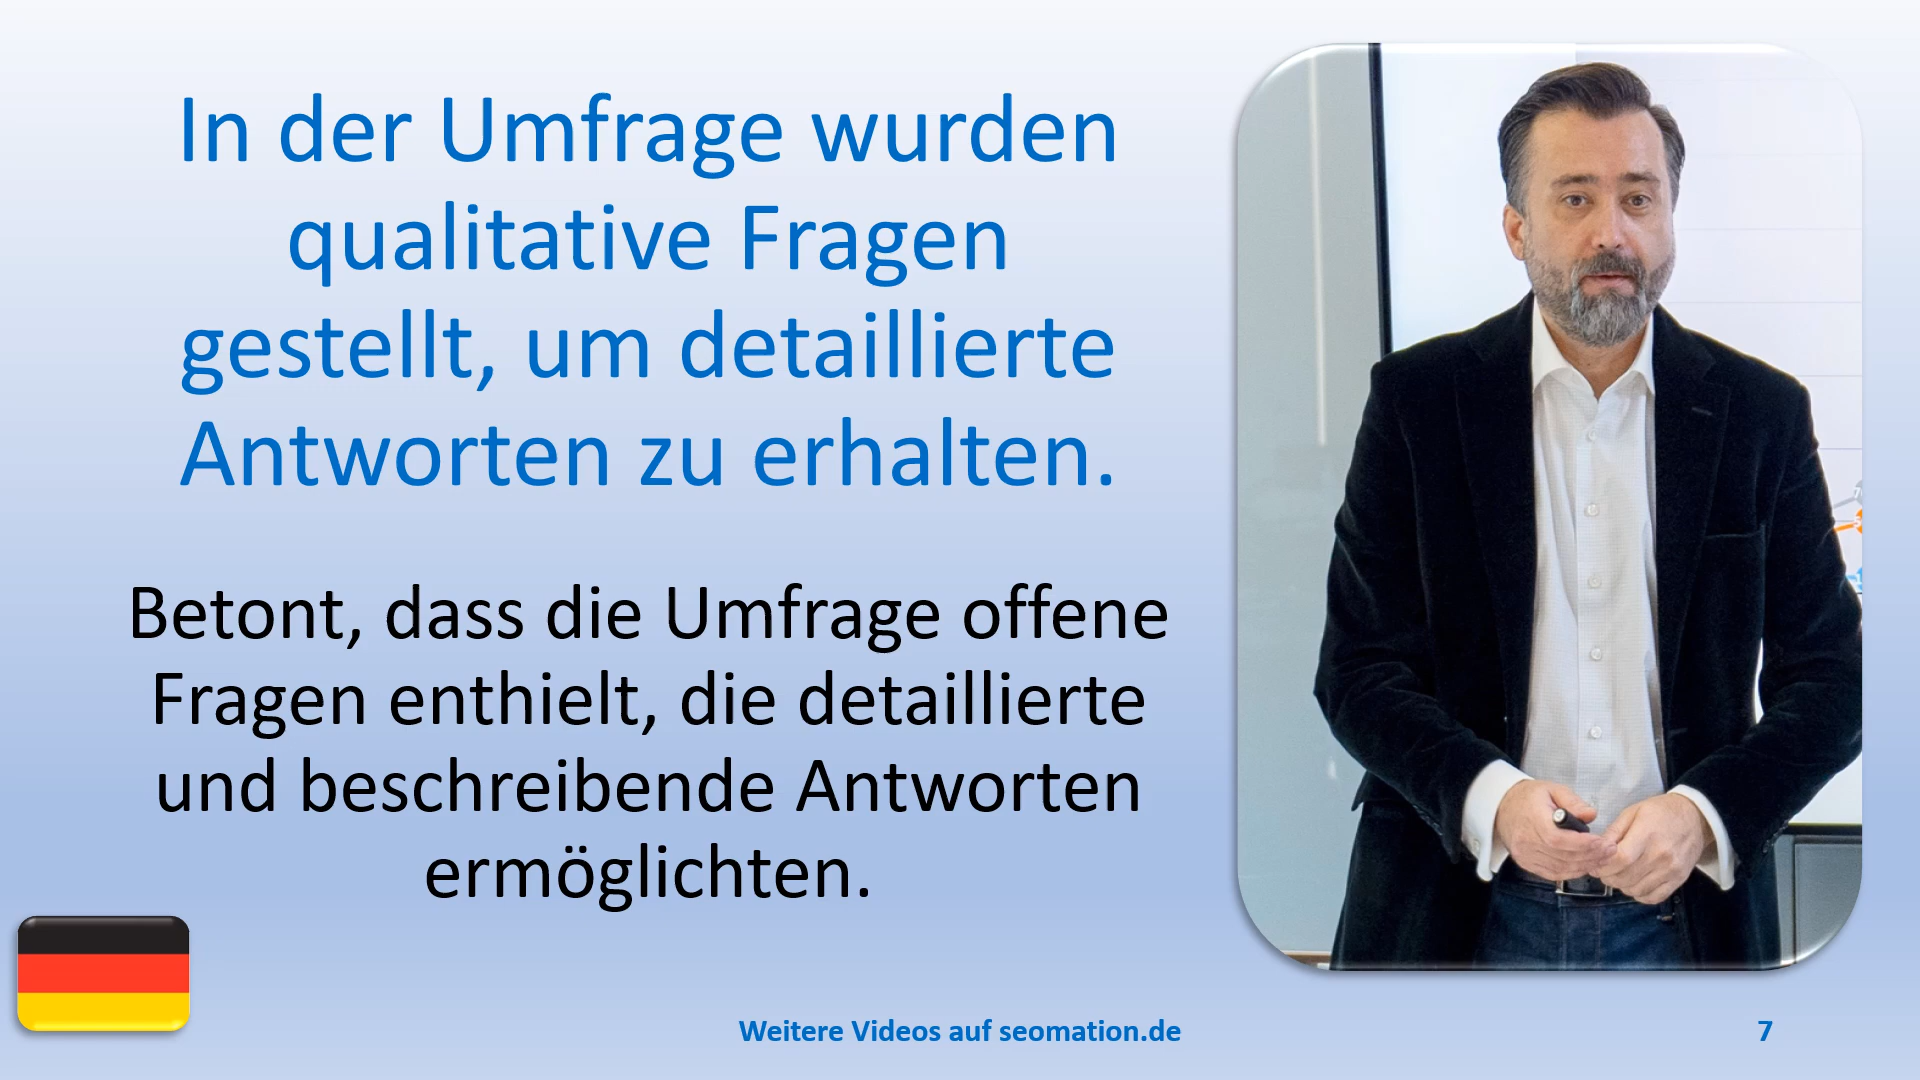 In der Umfrage wurden
qualitative Fragen
gestellt, um detaillierte
Antworten zu erhalten.
Betont, dass die Umfrage offene
Fragen enthielt, die detaillierte
und beschreibende Antworten
ermöglichten.
Weitere Videos auf seomation.de
7